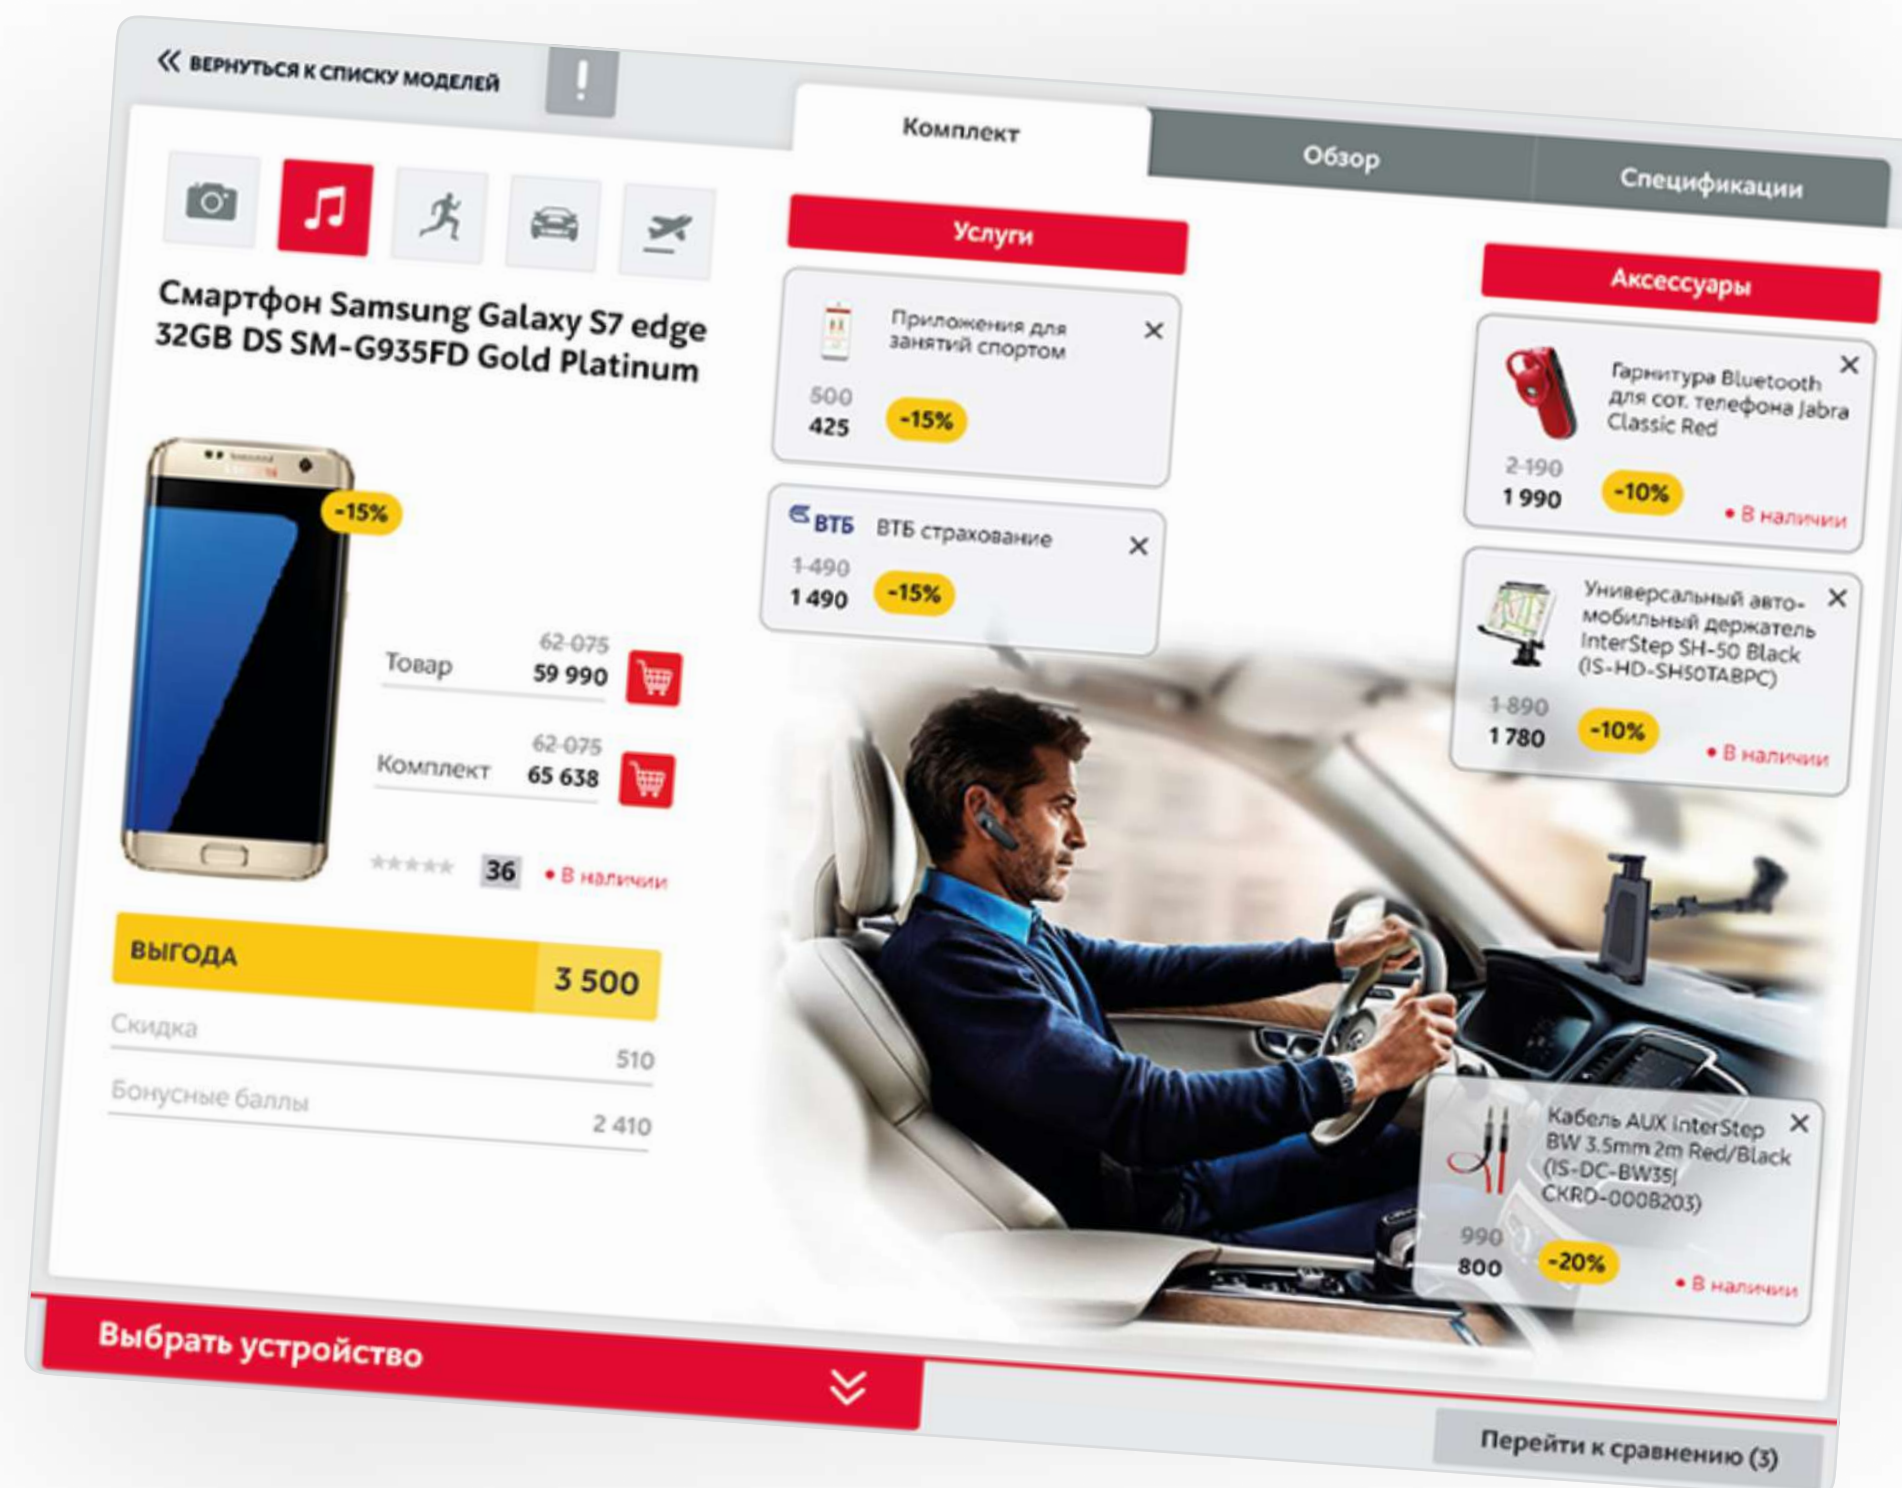 ВЕРНУТЬСЯ К СПИСКУ МОДЕЛЕЙ
!
Комплект
Обзор
Спецификации
Смартфон Samsung Galaxy S7 edge
32GB DS SM-G935FD Gold Platinum
-15%
Товар
62 075
59 990
Комплект
62 075
65 638
36
• В наличии
ВЫГОДА
3 500
Скидка
510
Бонусные баллы
2 410
Услуги
Приложения для
занятий спортом
500
425
-15%
ВТБ
ВТБ страхование
1 490
1 490
-15%
Аксессуары
Гарнитура Bluetooth
для сот. телефона Jabra
Classic Red
2 190
1 990
-10%
• В наличии
Универсальный авто-
мобильный держатель
InterStep SH-50 Black
(IS-HD-SH50TABPC)
1 890
1 780
-10%
• В наличии
Кабель AUX InterStep
BW 3.5mm 2m Red/Black
(IS-DC-BW35J
CKRD-000B203)
990
800
-20%
• В наличии
Выбрать устройство
Перейти к сравнению (3)